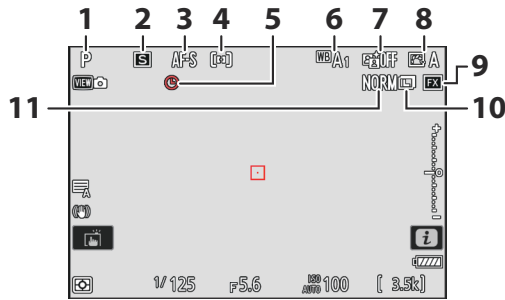 1 2 3 4 5 6 7 8
P S AF-S WB A1 OFF A
9
VIEW NORM FX
11 10
+
o
-
A
i
1/125 F5.6 ISO AUTO 100 [ 3.5k]